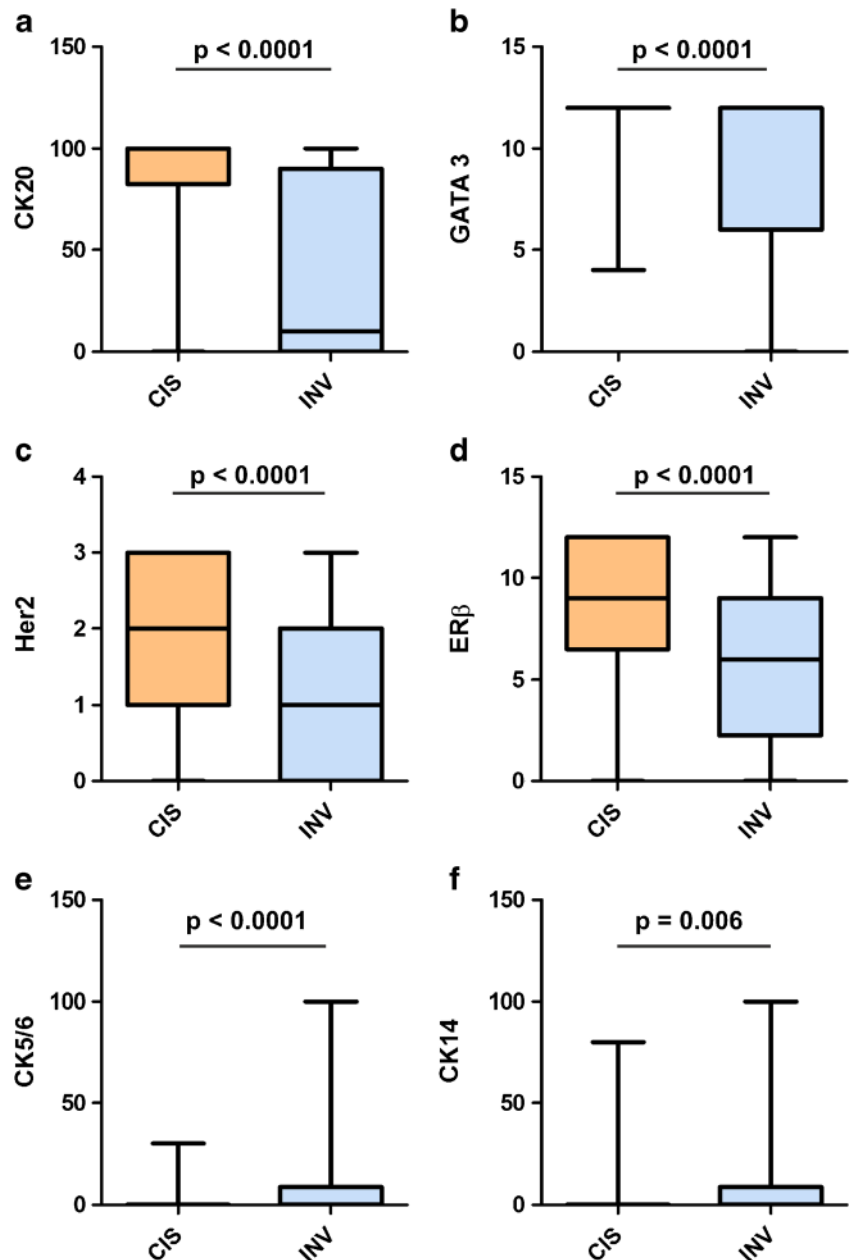 a
150
100
50
0
CK20
p < 0.0001
CIS
INV
b
15
10
5
0
GATA 3
p < 0.0001
CIS
INV
c
4
3
2
1
0
Her2
p < 0.0001
CIS
INV
d
15
10
5
0
ERβ
p < 0.0001
CIS
INV
e
150
100
50
0
CK5/6
p < 0.0001
CIS
INV
f
150
100
50
0
CK14
p = 0.006
CIS
INV